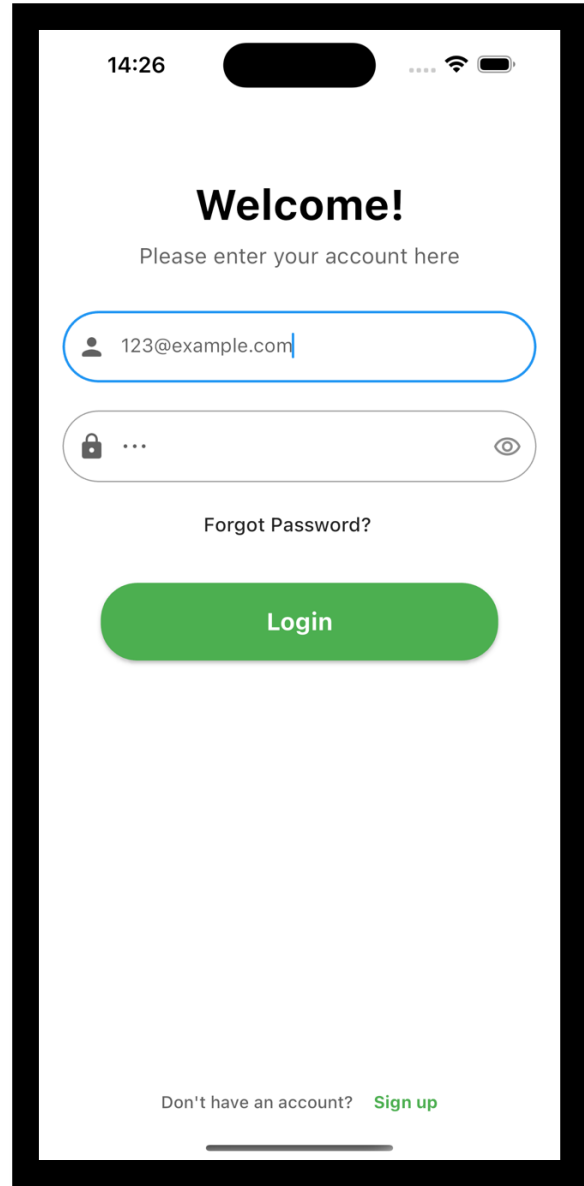 14:26
Welcome!
Please enter your account here
123@example.com
Forgot Password?
Login
Don't have an account? Sign up